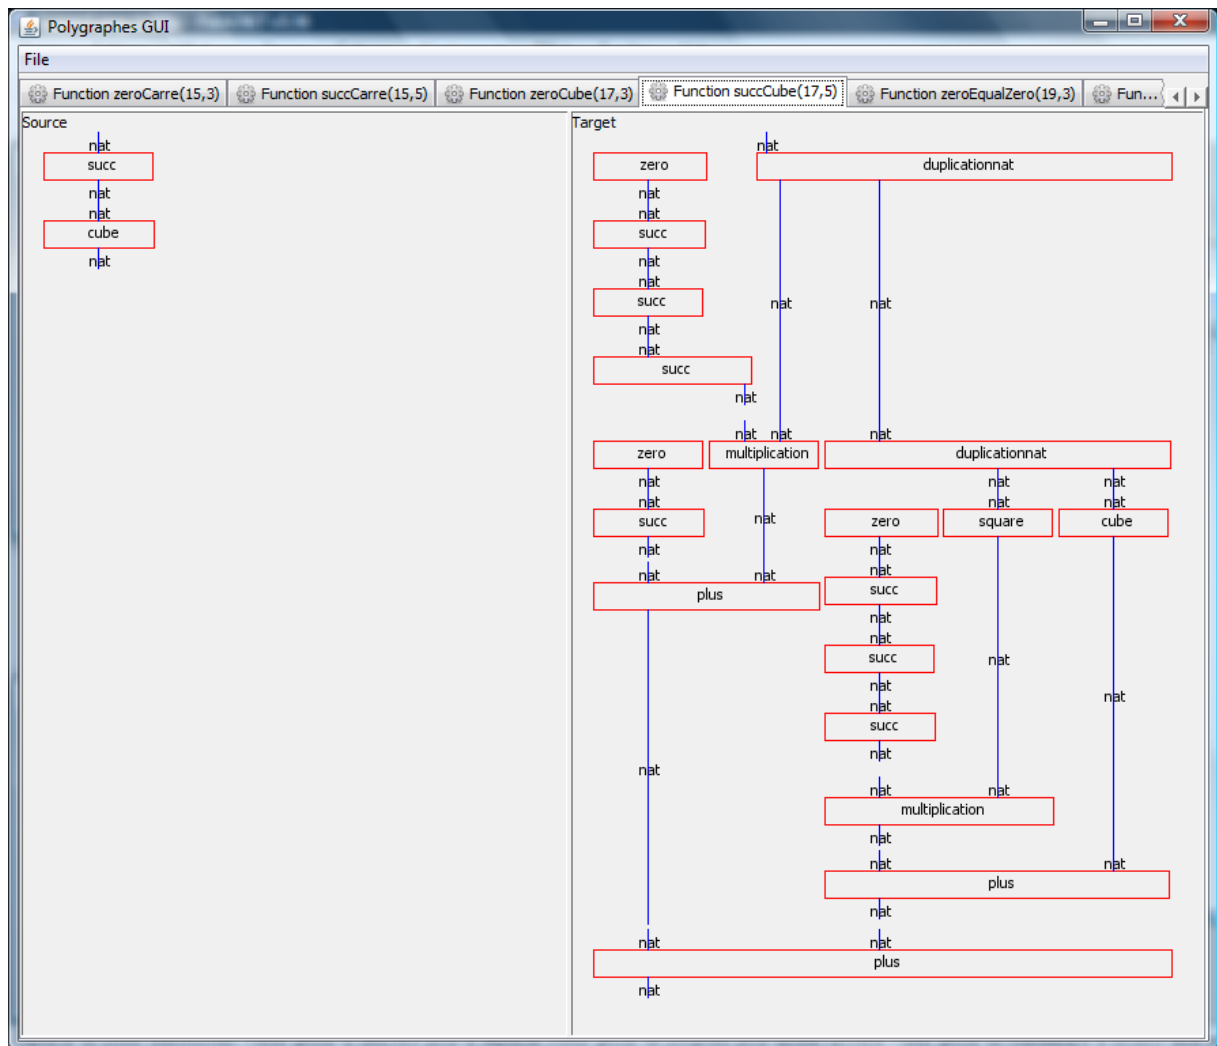 Polygraphes GUI
File
Function zeroCarre(15,3) Function succCarre(15,5) Function zeroCube(17,3) Function succCube(17,5) Function zeroEqualZero(19,3) Fun...
Source Target
nat nat
succ zero duplicationnat
nat nat
nat nat
cube succ
nat nat
nat
succ nat nat
nat
nat
succ
nat
nat nat nat
zero multiplication duplicationnat
nat nat nat
nat nat nat
succ nat zero square cube
nat nat
nat nat nat
plus succ
nat
nat
succ nat
nat
nat nat
succ
nat
nat
nat nat
multiplication
nat
nat nat
plus
nat
nat nat
plus
nat